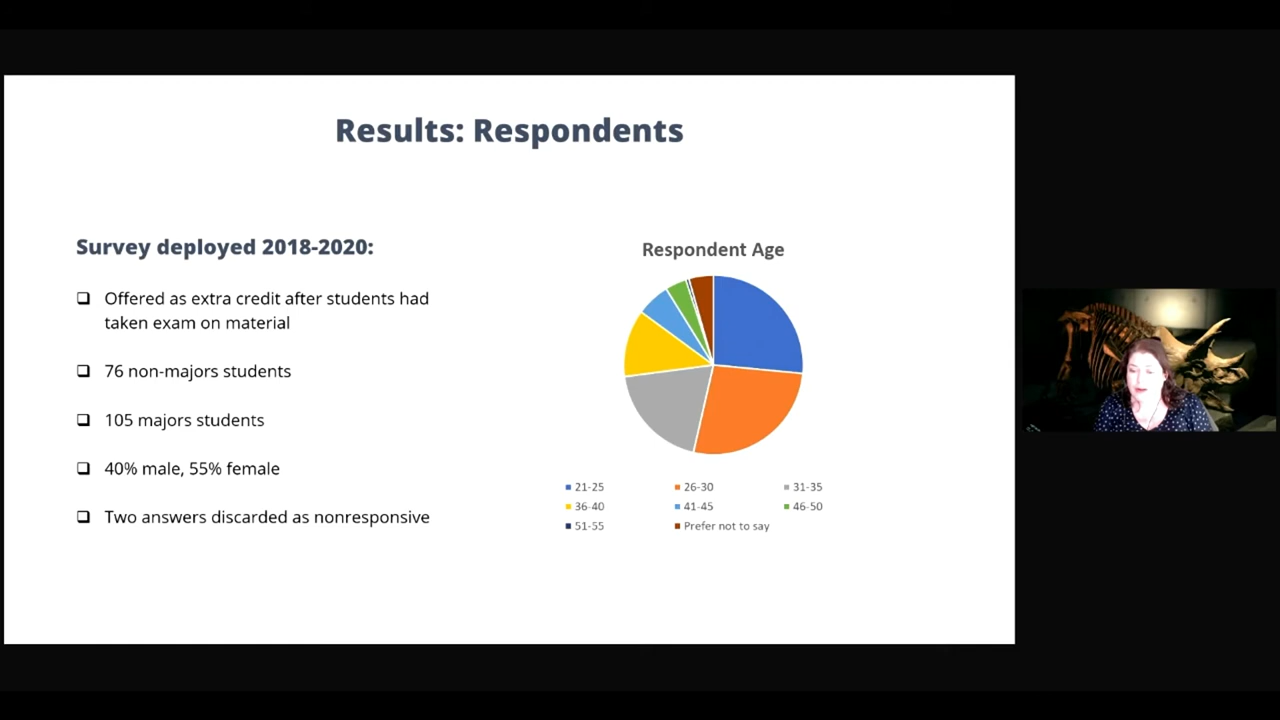 Results: Respondents
Survey deployed 2018-2020:
Offered as extra credit after students had
taken exam on material
76 non-majors students
105 majors students
40% male, 55% female
Two answers discarded as nonresponsive
Respondent Age
21-25
26-30
31-35
36-40
41-45
46-50
51-55
Prefer not to say